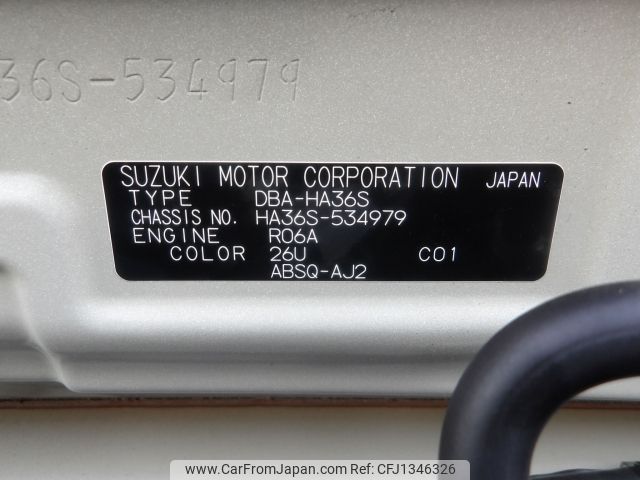 36S-534979
SUZUKI MOTOR CORPORATION JAPAN
TYPE DBA-HA36S
CHASSIS NO. HA36S-534979
ENGINE R06A
COLOR 26U C01
ABSQ-AJ2
www.CarFromJapan.com - CFJ1346326